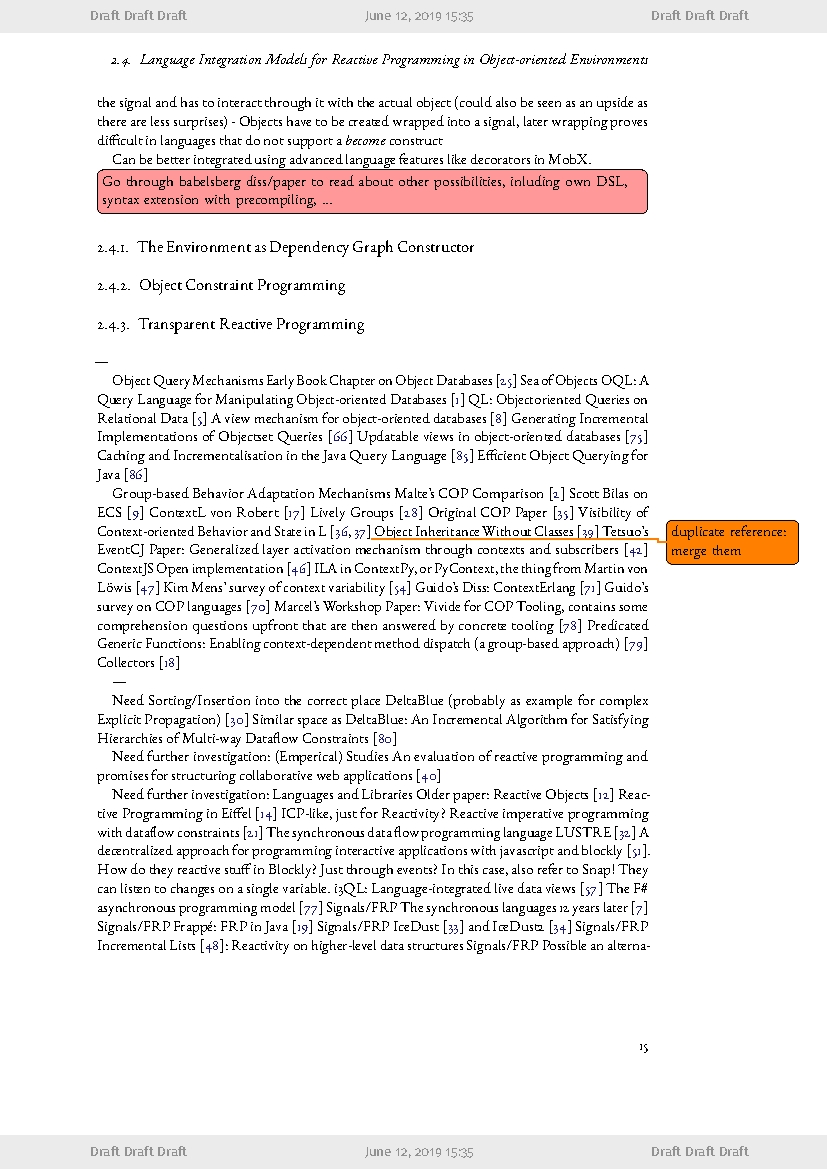 Draft Draft Draft June 12, 2019 15:35 Draft Draft Draft
2.4. Language Integration Models for Reactive Programming in Object-oriented Environments
the signal and has to interact through it with the actual object (could also be seen as an upside as
there are less surprises) - Objects have to be created wrapped into a signal, later wrapping proves
difficult in languages that do not support a become construct
Can be better integrated using advanced language features like decorators in MobX.
Go through babelsberg diss/paper to read about other possibilities, inluding own DSL,
syntax extension with precompiling, ...
2.4.1. The Environment as Dependency Graph Constructor
2.4.2. Object Constraint Programming
2.4.3. Transparent Reactive Programming
—
Object Query Mechanisms Early Book Chapter on Object Databases [25] Sea of Objects OQL: A
Query Language for Manipulating Object-oriented Databases [1] QL: Objectoriented Queries on
Relational Data [5] A view mechanism for object-oriented databases [8] Generating Incremental
Implementations of Objectset Queries [66] Updatable views in object-oriented databases [75]
Caching and Incrementalisation in the Java Query Language [85] Efficient Object Querying for
Java [86]
Group-based Behavior Adaptation Mechanisms Malte's COP Comparison [2] Scott Bilas on
ECS [9] ContextL von Robert [17] Lively Groups [28] Original COP Paper [35] Visibility of
Context-oriented Behavior and State in L [36, 37] Object Inheritance Without Classes [39] Tetsuo's
duplicate reference:
merge them
EventCJ Paper: Generalized layer activation mechanism through contexts and subscribers [42]
ContextJS Open implementation [46] ILA in ContextPy, or PyContext, the thing from Martin von
Löwis [47] Kim Mens' survey of context variability [54] Guido's Diss: ContextErlang [71] Guido's
survey on COP languages [70] Marcel's Workshop Paper: Vivide for COP Tooling, contains some
comprehension questions upfront that are then answered by concrete tooling [78] Predicated
Generic Functions: Enabling context-dependent method dispatch (a group-based approach) [79]
Collectors [18]
—
Need Sorting/Insertion into the correct place DeltaBlue (probably as example for complex
Explicit Propagation) [30] Similar space as DeltaBlue: An Incremental Algorithm for Satisfying
Hierarchies of Multi-way Dataflow Constraints [80]
Need further investigation: (Emperical) Studies An evaluation of reactive programming and
promises for structuring collaborative web applications [40]
Need further investigation: Languages and Libraries Older paper: Reactive Objects [12] Reac-
tive Programming in Eiffel [14] ICP-like, just for Reactivity? Reactive imperative programming
with dataflow constraints [21] The synchronous data flow programming language LUSTRE [32] A
decentralized approach for programming interactive applications with javascript and blockly [51].
How do they reactive stuff in Blockly? Just through events? In this case, also refer to Snap! They
can listen to changes on a single variable. i3QL: Language-integrated live data views [57] The F#
asynchronous programming model [77] Signals/FRP The synchronous languages 12 years later [7]
Signals/FRP Frappé: FRP in Java [19] Signals/FRP IceDust [33] and IceDust2 [34] Signals/FRP
Incremental Lists [48]: Reactivity on higher-level data structures Signals/FRP Possible an alterna-
15
Draft Draft Draft June 12, 2019 15:35 Draft Draft Draft